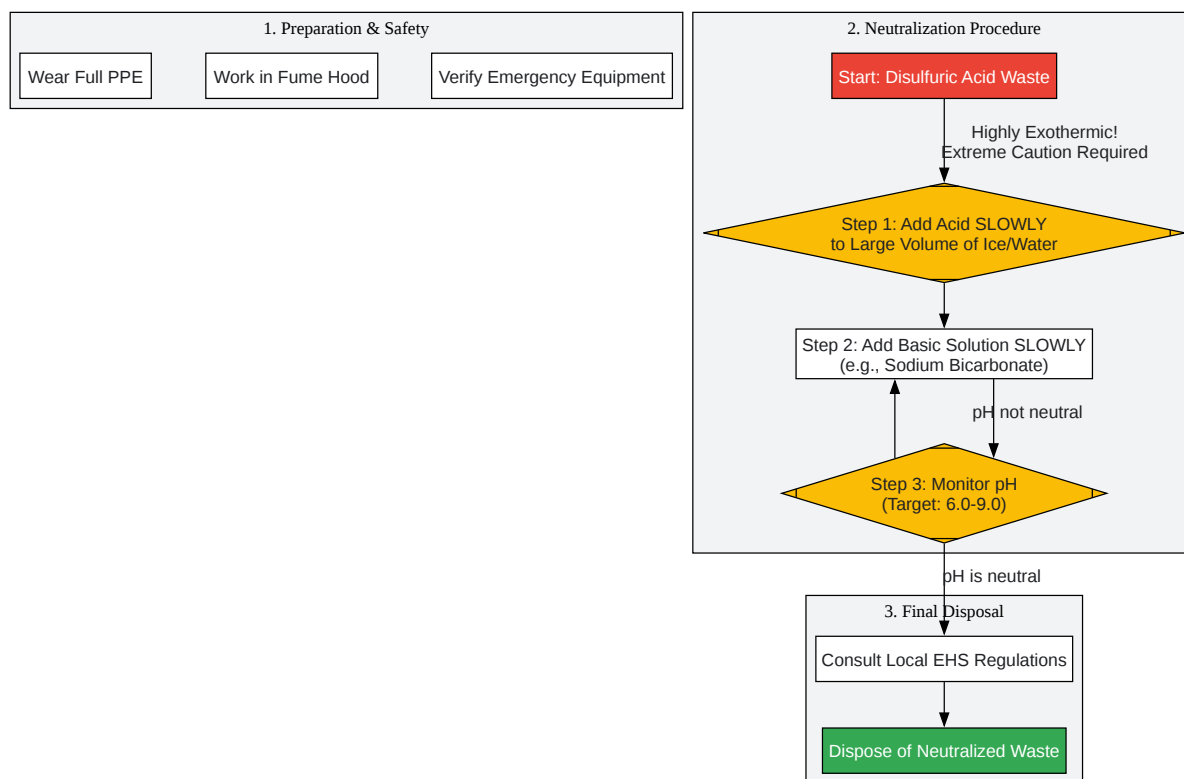 1. Preparation & Safety
Wear Full PPE
Work in Fume Hood
Verify Emergency Equipment
2. Neutralization Procedure
Start: Disulfuric Acid Waste
Highly Exothermic!
Extreme Caution Required
Step 1: Add Acid SLOWLY
to Large Volume of Ice/Water
Step 2: Add Basic Solution SLOWLY
(e.g., Sodium Bicarbonate)
pH not neutral
Step 3: Monitor pH
(Target: 6.0-9.0)
pH is neutral
3. Final Disposal
Consult Local EHS Regulations
Dispose of Neutralized Waste